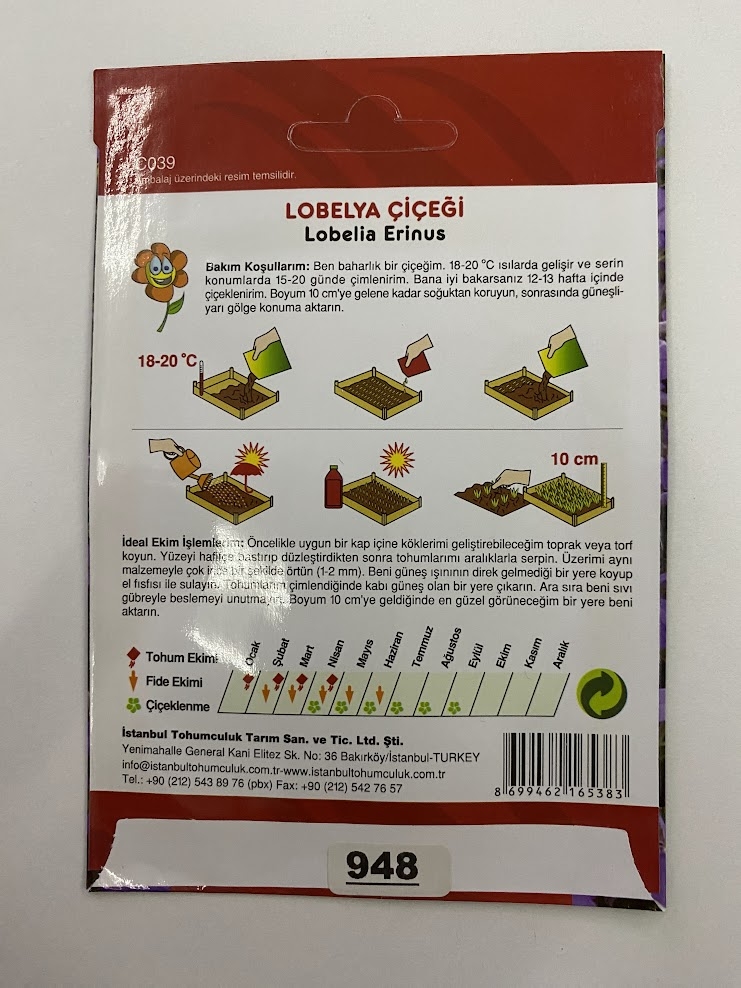 C039
Ambalaj üzerindeki resim temsilidir.
LOBELYA ÇİÇEĞİ
Lobelia Erinus
Bakım Koşullarım: Ben baharlık bir çiçeğim. 18-20 °C ısılarda gelişir ve serin
konumlarda 15-20 günde çimlenirim. Bana iyi bakarsanız 12-13 hafta içinde
çiçeklenirim. Boyum 10 cm'ye gelene kadar soğuktan koruyun, sonrasında güneşli-
yarı gölge konuma aktarın.
18-20 °C
10 cm
İdeal Ekim İşlemlerim: Öncelikle uygun bir kap içine köklerimi geliştirebileceğim toprak veya torf
koyun. Yüzeyi hafifçe bastırıp düzleştirdikten sonra tohumlarımı aralıklarla serpin. Üzerimi aynı
malzemeyle çok ince bir şekilde örtün (1-2 mm). Beni güneş ışınının direk gelmediği bir yere koyup
el fısfısı ile sulayın. Tohumlarım çimlendiğinde kabı güneş olan bir yere çıkarın. Ara sıra beni sıvı
gübreyle beslemeyi unutmayın. Boyum 10 cm'ye geldiğinde en güzel görüneceğim bir yere beni
aktarın.
Ocak Şubat Mart Nisan Mayıs Haziran Temmuz Ağustos Eylül Ekim Kasım Aralık
Tohum Ekimi
Fide Ekimi
Çiçeklenme
İstanbul Tohumculuk Tarım San. ve Tic. Ltd. Şti.
Yenimahalle General Kani Elitez Sk. No: 36 Bakırköy/İstanbul-TURKEY
info@istanbultohumculuk.com.tr-www.istanbultohumculuk.com.tr
Tel.: +90 (212) 543 89 76 (pbx) Fax: +90 (212) 542 76 57
8 699462 165383
948